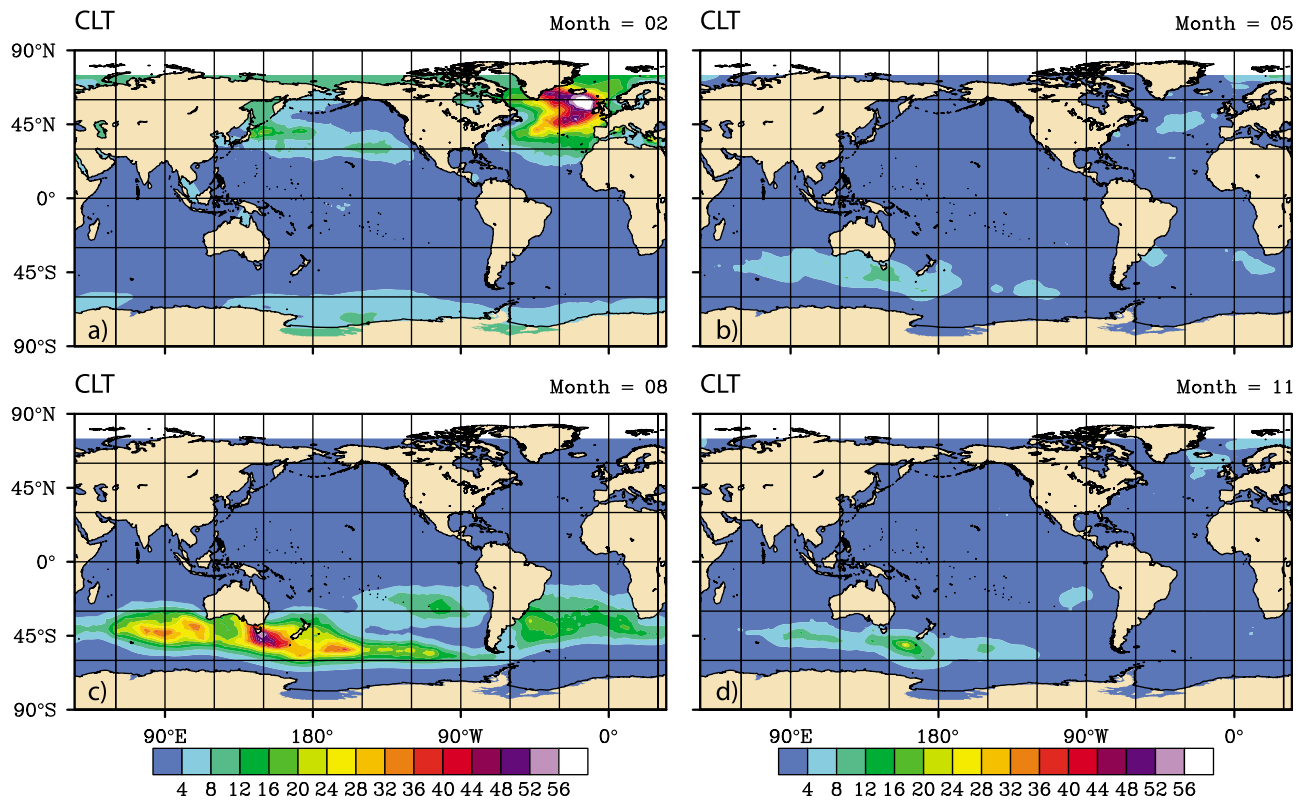 CLT Month = 02 CLT Month = 05
90°N
45°N
0°
45°S
90°S
a) b)
CLT Month = 08 CLT Month = 11
90°N
45°N
0°
45°S
90°S
c) d)
90°E 180° 90°W 0° 90°E 180° 90°W 0°
4 8 12 16 20 24 28 32 36 40 44 48 52 56 4 8 12 16 20 24 28 32 36 40 44 48 52 56